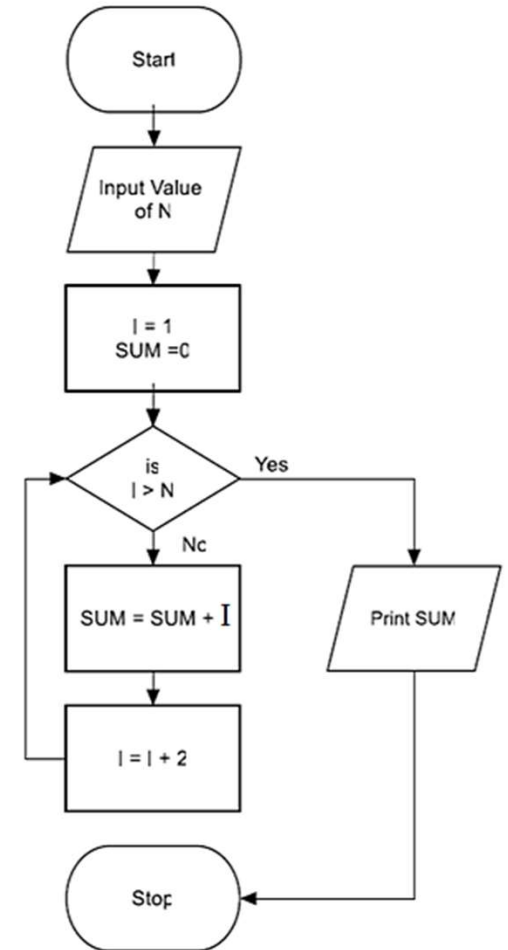 Start
Input Value
of N
I = 1
SUM =0
is
I > N
Yes
No
SUM = SUM + I
Print SUM
I = I + 2
Stop